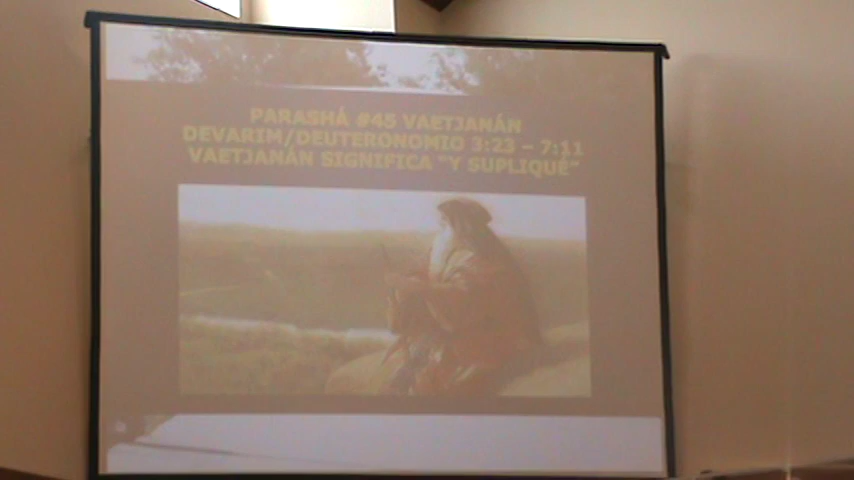 PARASHÁ #45 VAETJANÁN
DEVARIM/DEUTERONOMIO 3:23 – 7:11
VAETJANÁN SIGNIFICA "Y SUPLIQUÉ"